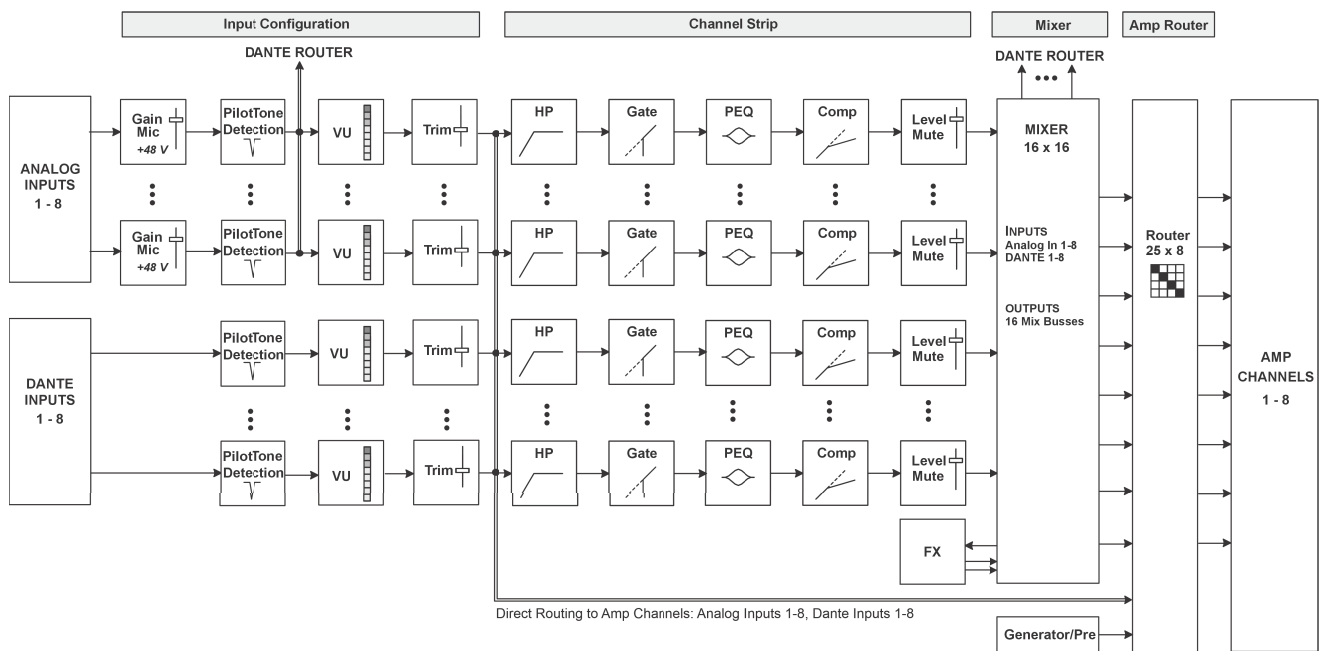 Input Configuration
Channel Strip
Mixer
Amp Router
DANTE ROUTER
DANTE ROUTER
ANALOG
INPUTS
1 - 8
Gain
Mic
+48 V
PilotTone
Detection
VU
Trim
HP
Gate
PEQ
Comp
Level
Mute
Gain
Mic
+48 V
PilotTone
Detection
VU
Trim
HP
Gate
PEQ
Comp
Level
Mute
DANTE
INPUTS
1 - 8
PilotTone
Detection
VU
Trim
HP
Gate
PEQ
Comp
Level
Mute
PilotTone
Detection
VU
Trim
HP
Gate
PEQ
Comp
Level
Mute
FX
MIXER
16 x 16
INPUTS
Analog In 1-8
DANTE 1-8
OUTPUTS
16 Mix Busses
Router
25 x 8
AMP
CHANNELS
1 - 8
Direct Routing to Amp Channels: Analog Inputs 1-8, Dante Inputs 1-8
Generator/Pre